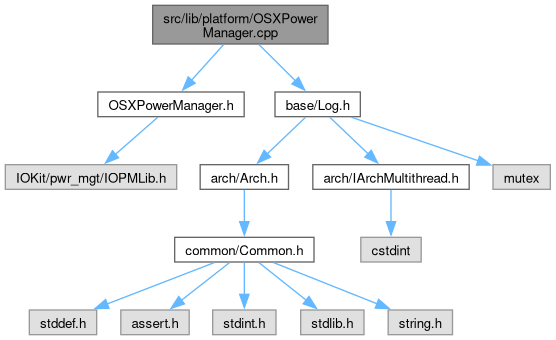 src/lib/platform/OSXPower
Manager.cpp
OSXPowerManager.h
base/Log.h
IOKit/pwr_mgt/IOPMLib.h
arch/Arch.h
arch/IArchMultithread.h
mutex
common/Common.h
cstdint
stddef.h
assert.h
stdint.h
stdlib.h
string.h